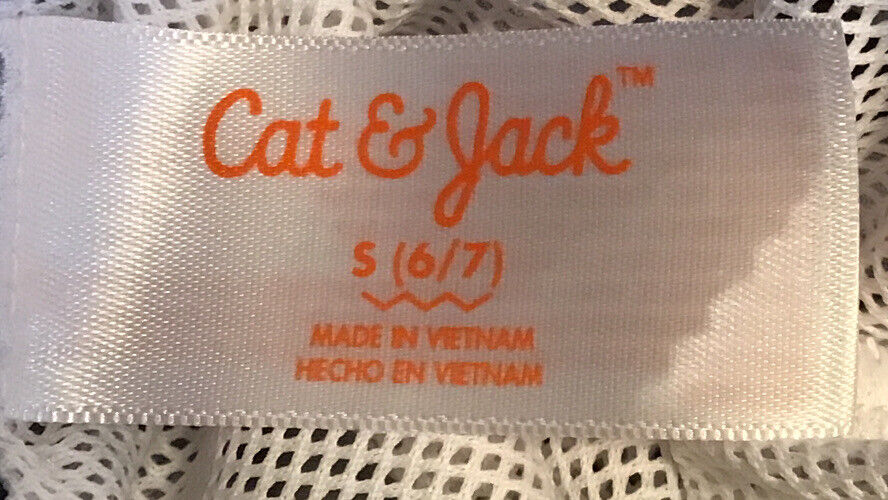 Cat & Jack™
S (6/7)
MADE IN VIETNAM
HECHO EN VIETNAM